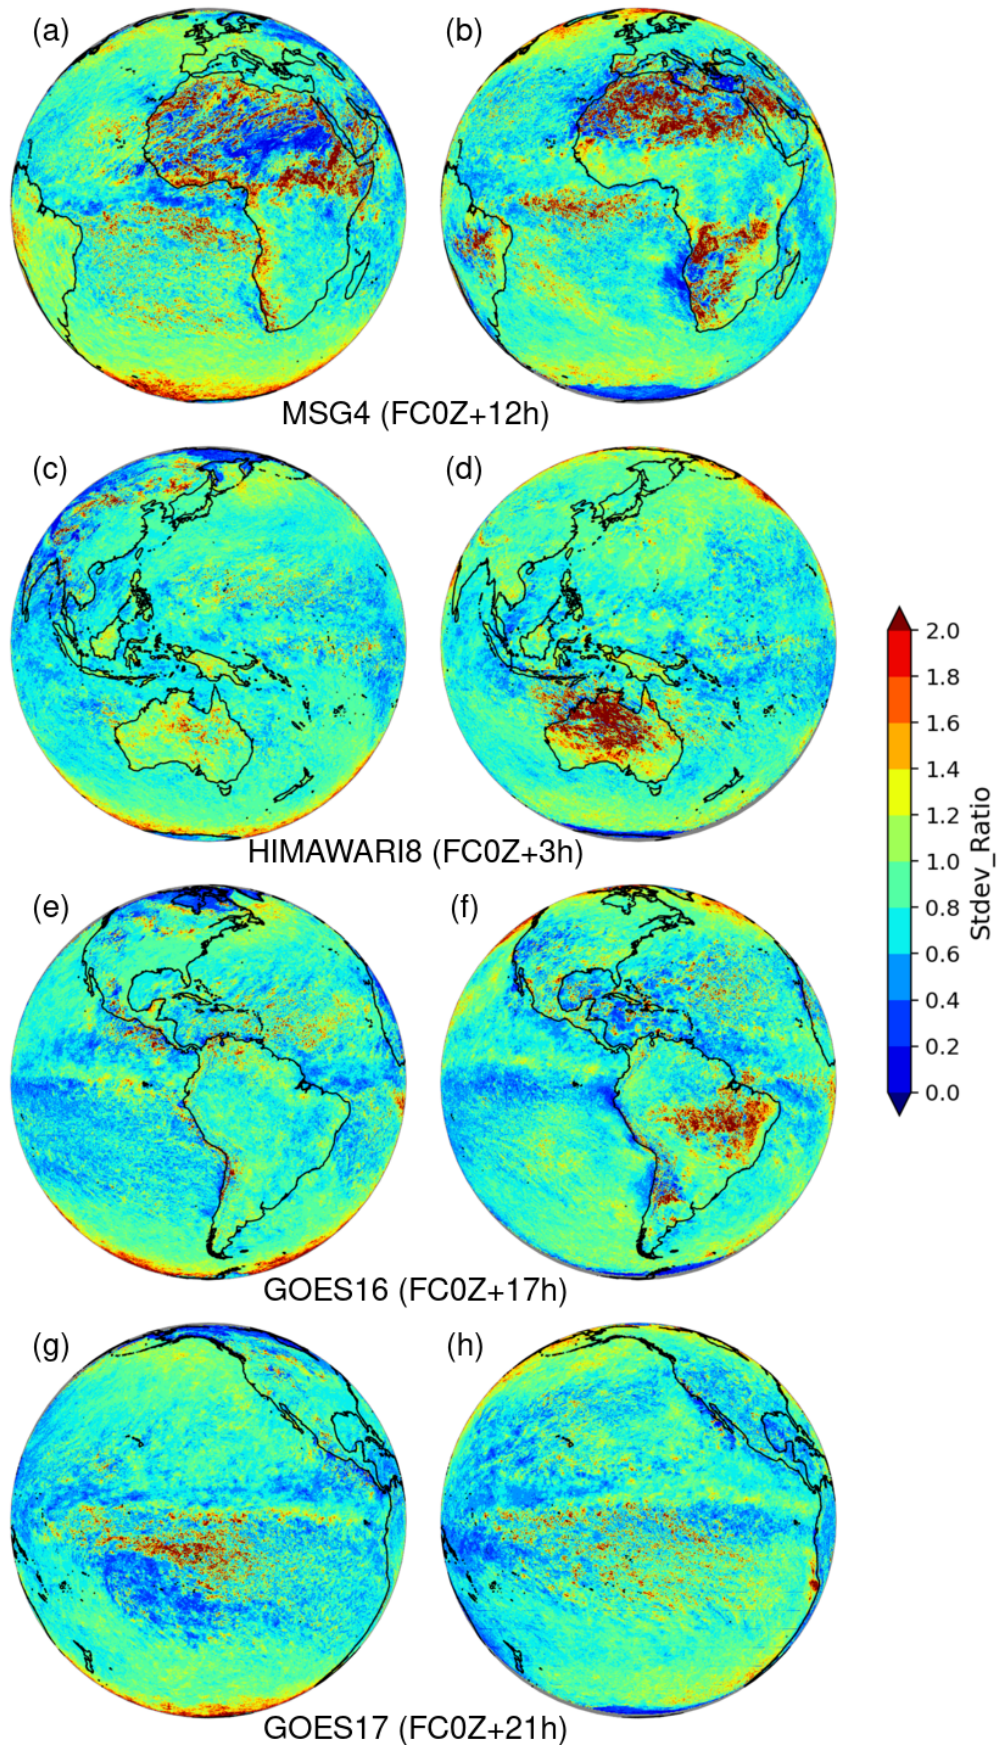 (a)
(b)
MSG4 (FC0Z+12h)
(c)
(d)
HIMAWARI8 (FC0Z+3h)
(e)
(f)
GOES16 (FC0Z+17h)
(g)
(h)
GOES17 (FC0Z+21h)
2.0
1.8
1.6
1.4
1.2
1.0
0.8
0.6
0.4
0.2
0.0
Stdev_Ratio